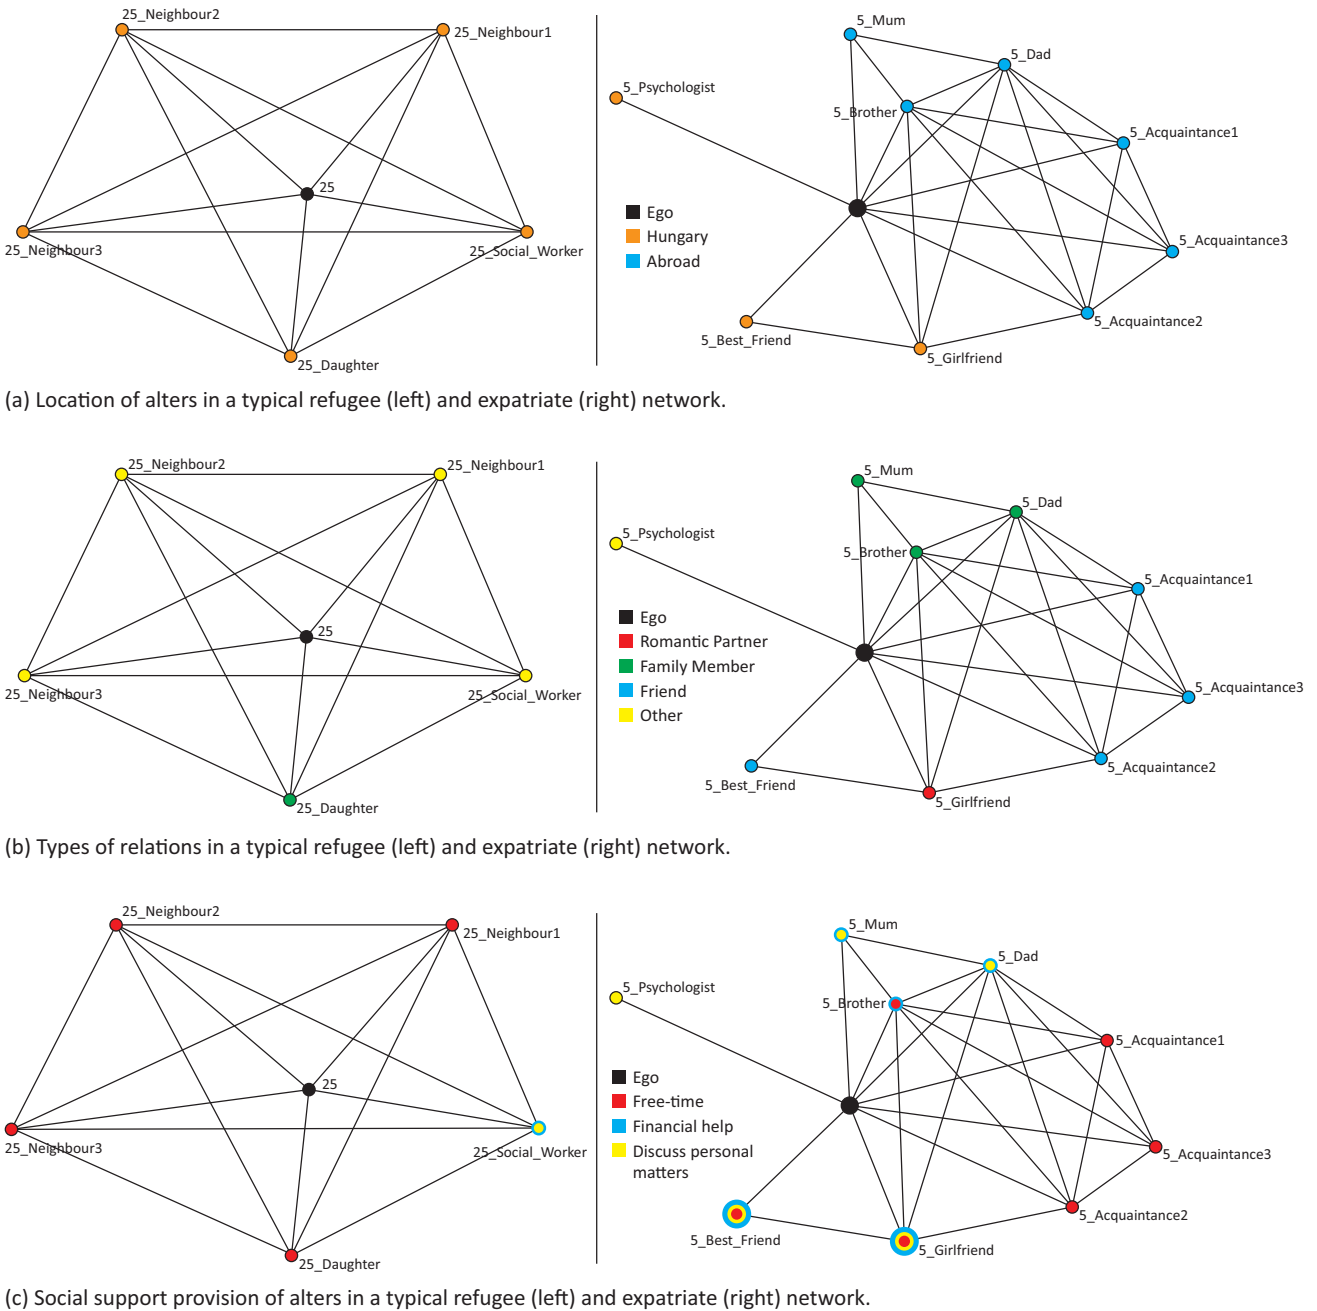 25_Neighbour2
25_Neighbour1
25
25_Neighbour3
25_Social_Worker
25_Daughter
5_Mum
5_Dad
5_Psychologist
5_Brother
5_Acquaintance1
Ego
Hungary
Abroad
5_Acquaintance3
5_Acquaintance2
5_Best_Friend
5_Girlfriend
(a) Location of alters in a typical refugee (left) and expatriate (right) network.
25_Neighbour2
25_Neighbour1
25
25_Neighbour3
25_Social_Worker
25_Daughter
5_Mum
5_Dad
5_Psychologist
5_Brother
5_Acquaintance1
Ego
Romantic Partner
Family Member
Friend
Other
5_Acquaintance3
5_Acquaintance2
5_Best_Friend
5_Girlfriend
(b) Types of relations in a typical refugee (left) and expatriate (right) network.
25_Neighbour2
25_Neighbour1
25
25_Neighbour3
25_Social_Worker
25_Daughter
5_Mum
5_Dad
5_Psychologist
5_Brother
5_Acquaintance1
Ego
Free-time
Financial help
Discuss personal
matters
5_Acquaintance3
5_Acquaintance2
5_Best_Friend
5_Girlfriend
(c) Social support provision of alters in a typical refugee (left) and expatriate (right) network.